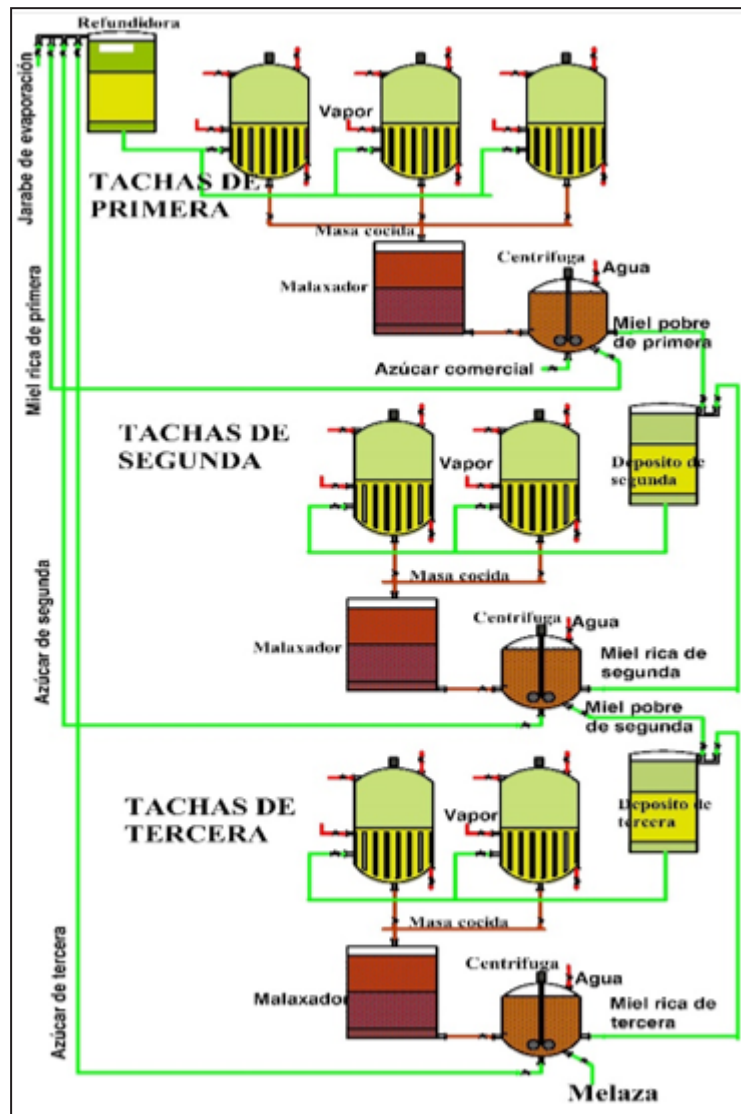 Refundidora
Jarabe de evaporación
Vapor
TACHAS DE
PRIMERA
Masa cocida
Centrifuga
Agua
Malaxador
Miel pobre
de primera
Azúcar comercial
Miel rica de primera
TACHAS DE
SEGUNDA
Vapor
Deposito de
segunda
Masa cocida
Centrifuga
Agua
Malaxador
Miel rica de
segunda
Azúcar de segunda
Miel pobre
de segunda
TACHAS DE
TERCERA
Vapor
Deposito de
tercera
Masa cocida
Centrifuga
Agua
Malaxador
Miel rica de
tercera
Azúcar de tercera
Melaza